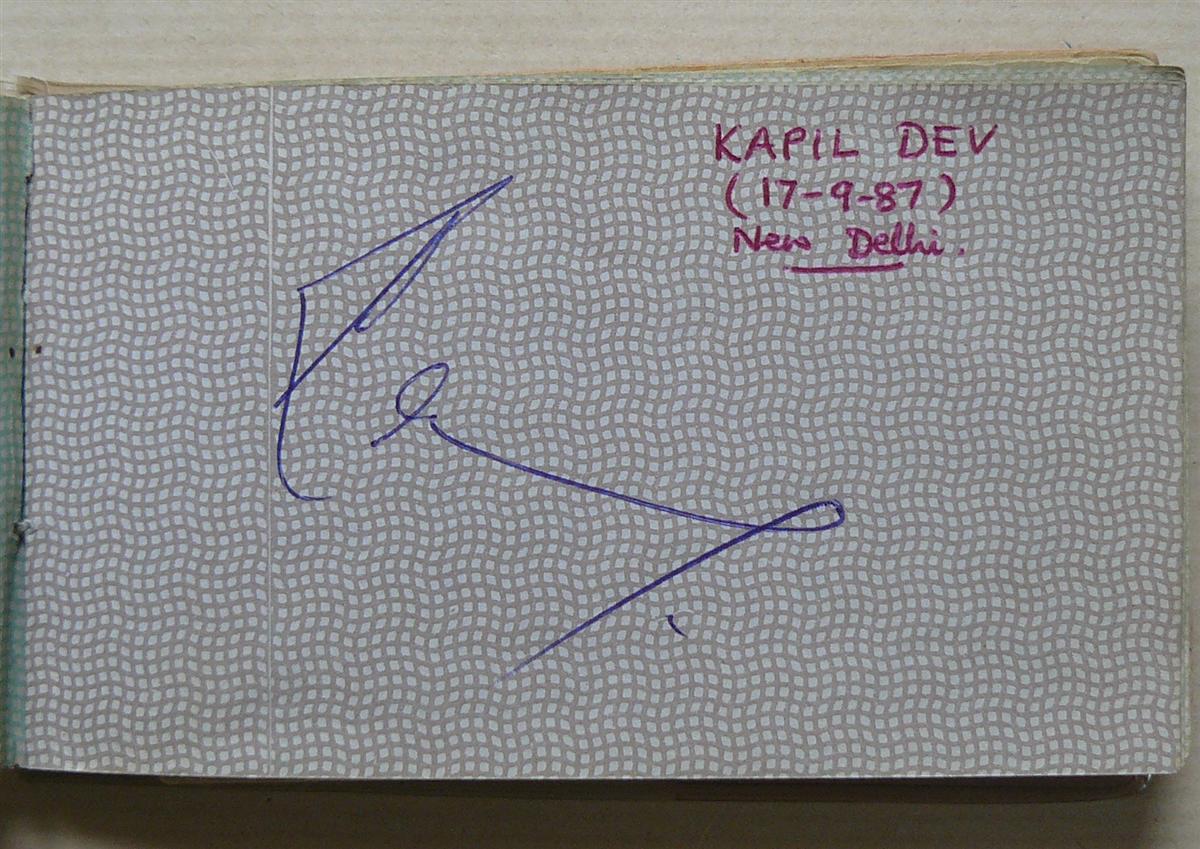 KAPIL DEV
(17-9-87)
New Delhi.